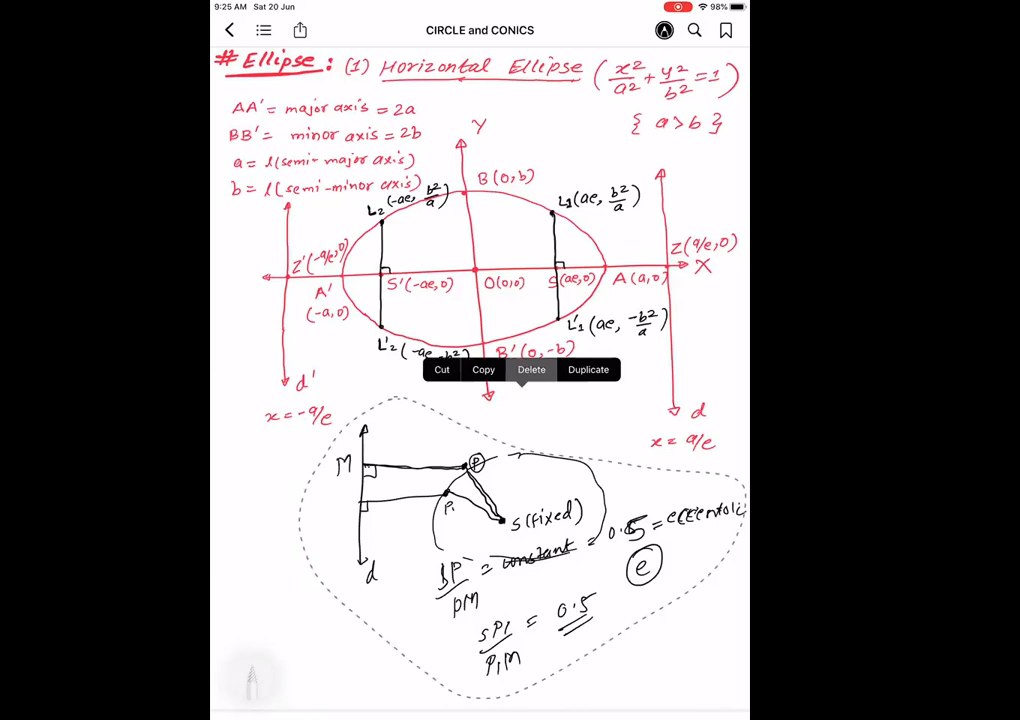 9:25 AM Sat 20 Jun
98%
CIRCLE and CONICS
# Ellipse : (1) Horizontal Ellipse ( x²/a² + y²/b² = 1 )
{ a > b }
AA' = major axis = 2a
BB' = minor axis = 2b
a = l(semi-major axis)
b = l(semi-minor axis)
Y
B (0, b)
L₂ (-ae, b²/a)
L₁ (ae, b²/a)
Z' (-a/e, 0)
Z (a/e, 0)
X
A'
(-a, 0)
S' (-ae, 0)
O (0,0)
S (ae, 0)
A (a, 0)
L'₂ (-ae, -b²)
L'₁ (ae, -b²/a)
B' (0, -b)
Cut Copy Delete Duplicate
d'
x = -a/e
d
x = a/e
M
P
P₁
S (fixed)
d
SP/PM = constant = 0.5 =
e
SP₁/P₁M = 0.5